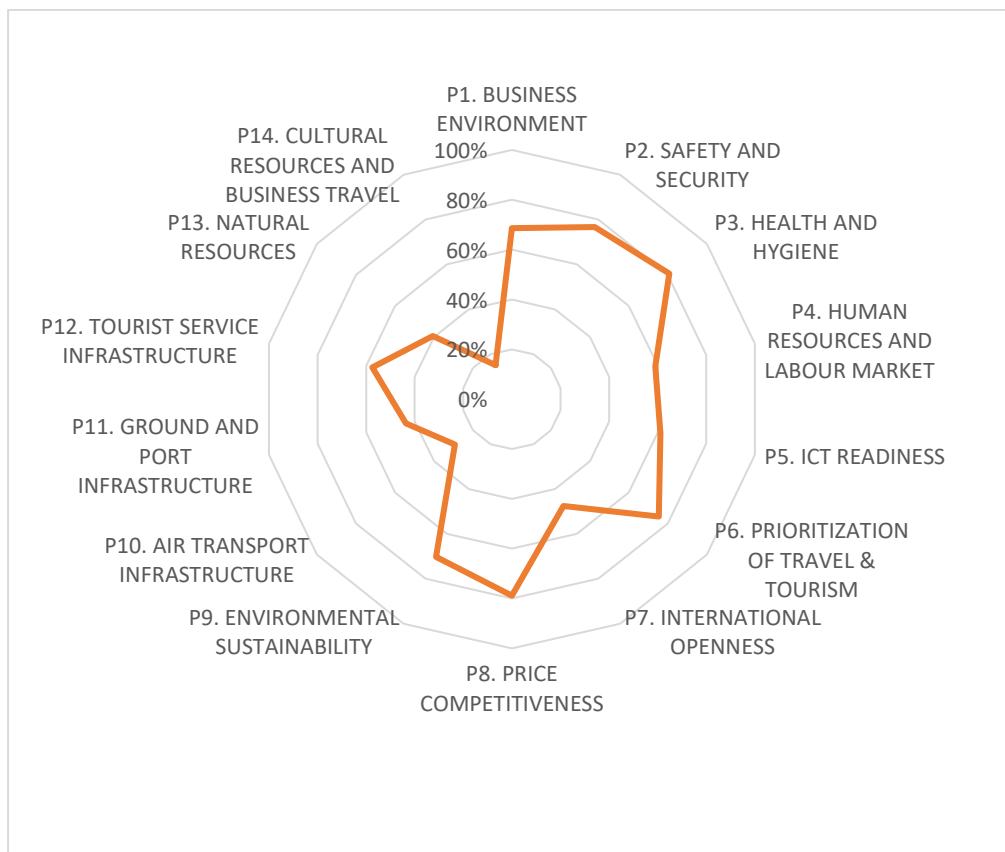 P1. BUSINESS
ENVIRONMENT
P2. SAFETY AND
SECURITY
P3. HEALTH AND
HYGIENE
P4. HUMAN
RESOURCES AND
LABOUR MARKET
P5. ICT READINESS
P6. PRIORITIZATION
OF TRAVEL &
TOURISM
P7. INTERNATIONAL
OPENNESS
P8. PRICE
COMPETITIVENESS
P9. ENVIRONMENTAL
SUSTAINABILITY
P10. AIR TRANSPORT
INFRASTRUCTURE
P11. GROUND AND
PORT
INFRASTRUCTURE
P12. TOURIST SERVICE
INFRASTRUCTURE
P13. NATURAL
RESOURCES
P14. CULTURAL
RESOURCES AND
BUSINESS TRAVEL
100%
80%
60%
40%
20%
0%